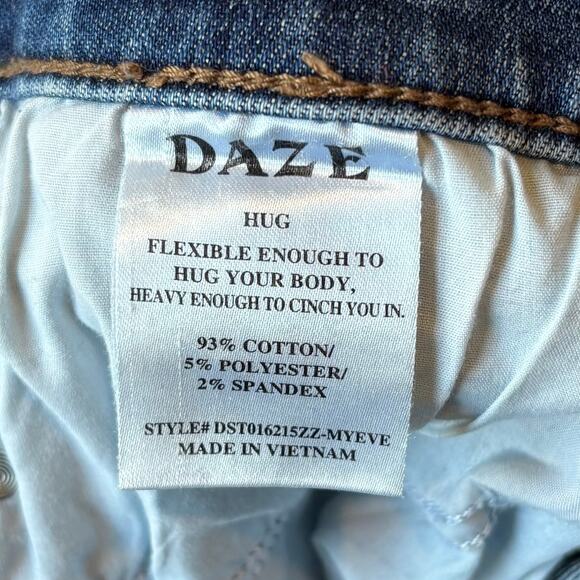 DAZE
HUG
FLEXIBLE ENOUGH TO
HUG YOUR BODY,
HEAVY ENOUGH TO CINCH YOU IN.
93% COTTON/
5% POLYESTER/
2% SPANDEX
STYLE# DST016215ZZ-MYEVE
MADE IN VIETNAM